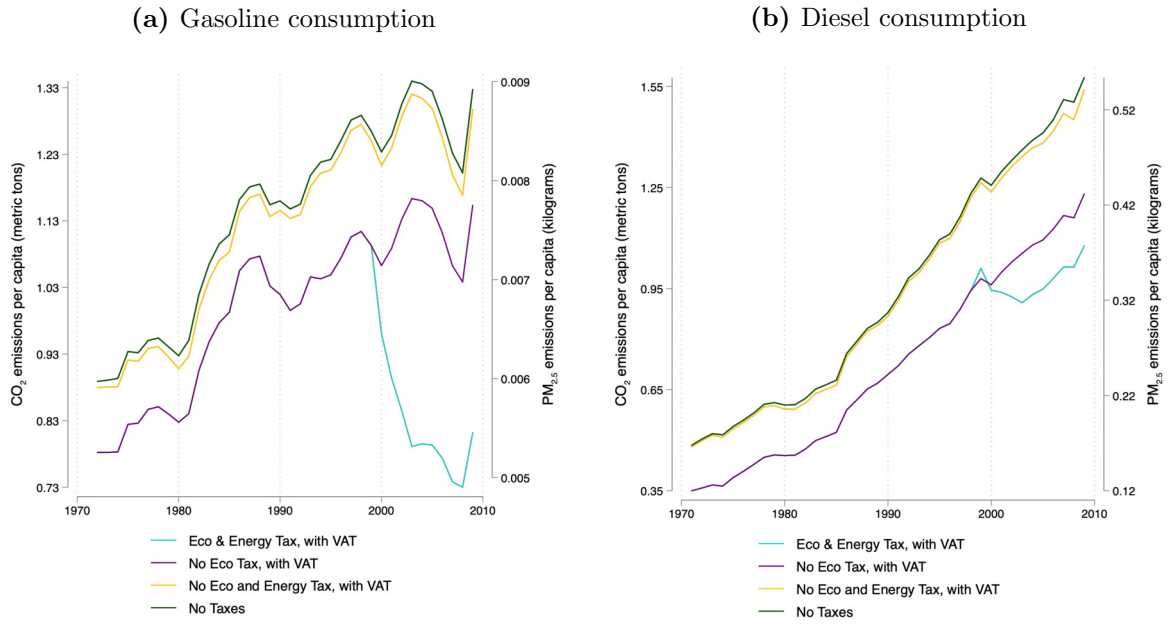 (a) Gasoline consumption
CO₂ emissions per capita (metric tons)
1.33
1.23
1.13
1.03
0.93
0.83
0.73
PM₂.₅ emissions per capita (kilograms)
0.009
0.008
0.007
0.006
0.005
1970 1980 1990 2000 2010
Eco & Energy Tax, with VAT
No Eco Tax, with VAT
No Eco and Energy Tax, with VAT
No Taxes
(b) Diesel consumption
CO₂ emissions per capita (metric tons)
1.55
1.25
0.95
0.65
0.35
PM₂.₅ emissions per capita (kilograms)
0.52
0.42
0.32
0.22
0.12
1970 1980 1990 2000 2010
Eco & Energy Tax, with VAT
No Eco Tax, with VAT
No Eco and Energy Tax, with VAT
No Taxes